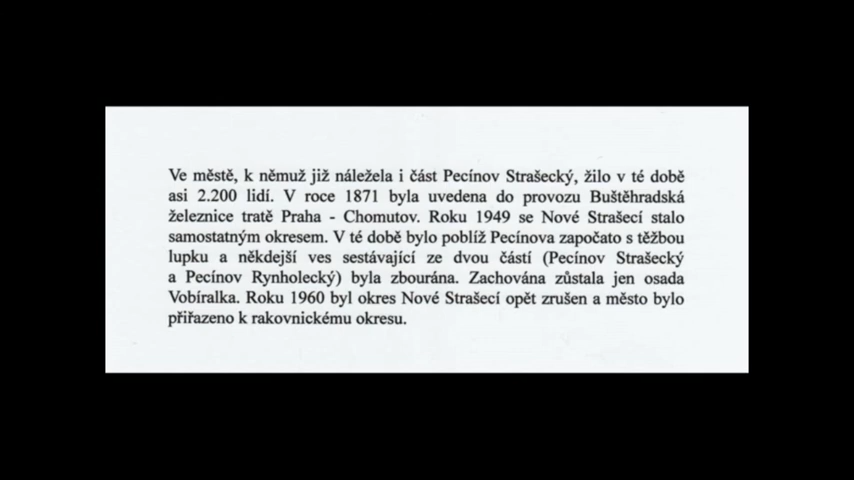 Ve městě, k němuž již náležela i část Pecínov Strašecký, žilo v té době
asi 2.200 lidí. V roce 1871 byla uvedena do provozu Buštěhradská
železnice tratě Praha - Chomutov. Roku 1949 se Nové Strašecí stalo
samostatným okresem. V té době bylo poblíž Pecínova započato s těžbou
lupku a někdejší ves sestávající ze dvou částí (Pecínov Strašecký
a Pecínov Rynholecký) byla zbourána. Zachována zůstala jen osada
Vobíralka. Roku 1960 byl okres Nové Strašecí opět zrušen a město bylo
přiřazeno k rakovnickému okresu.